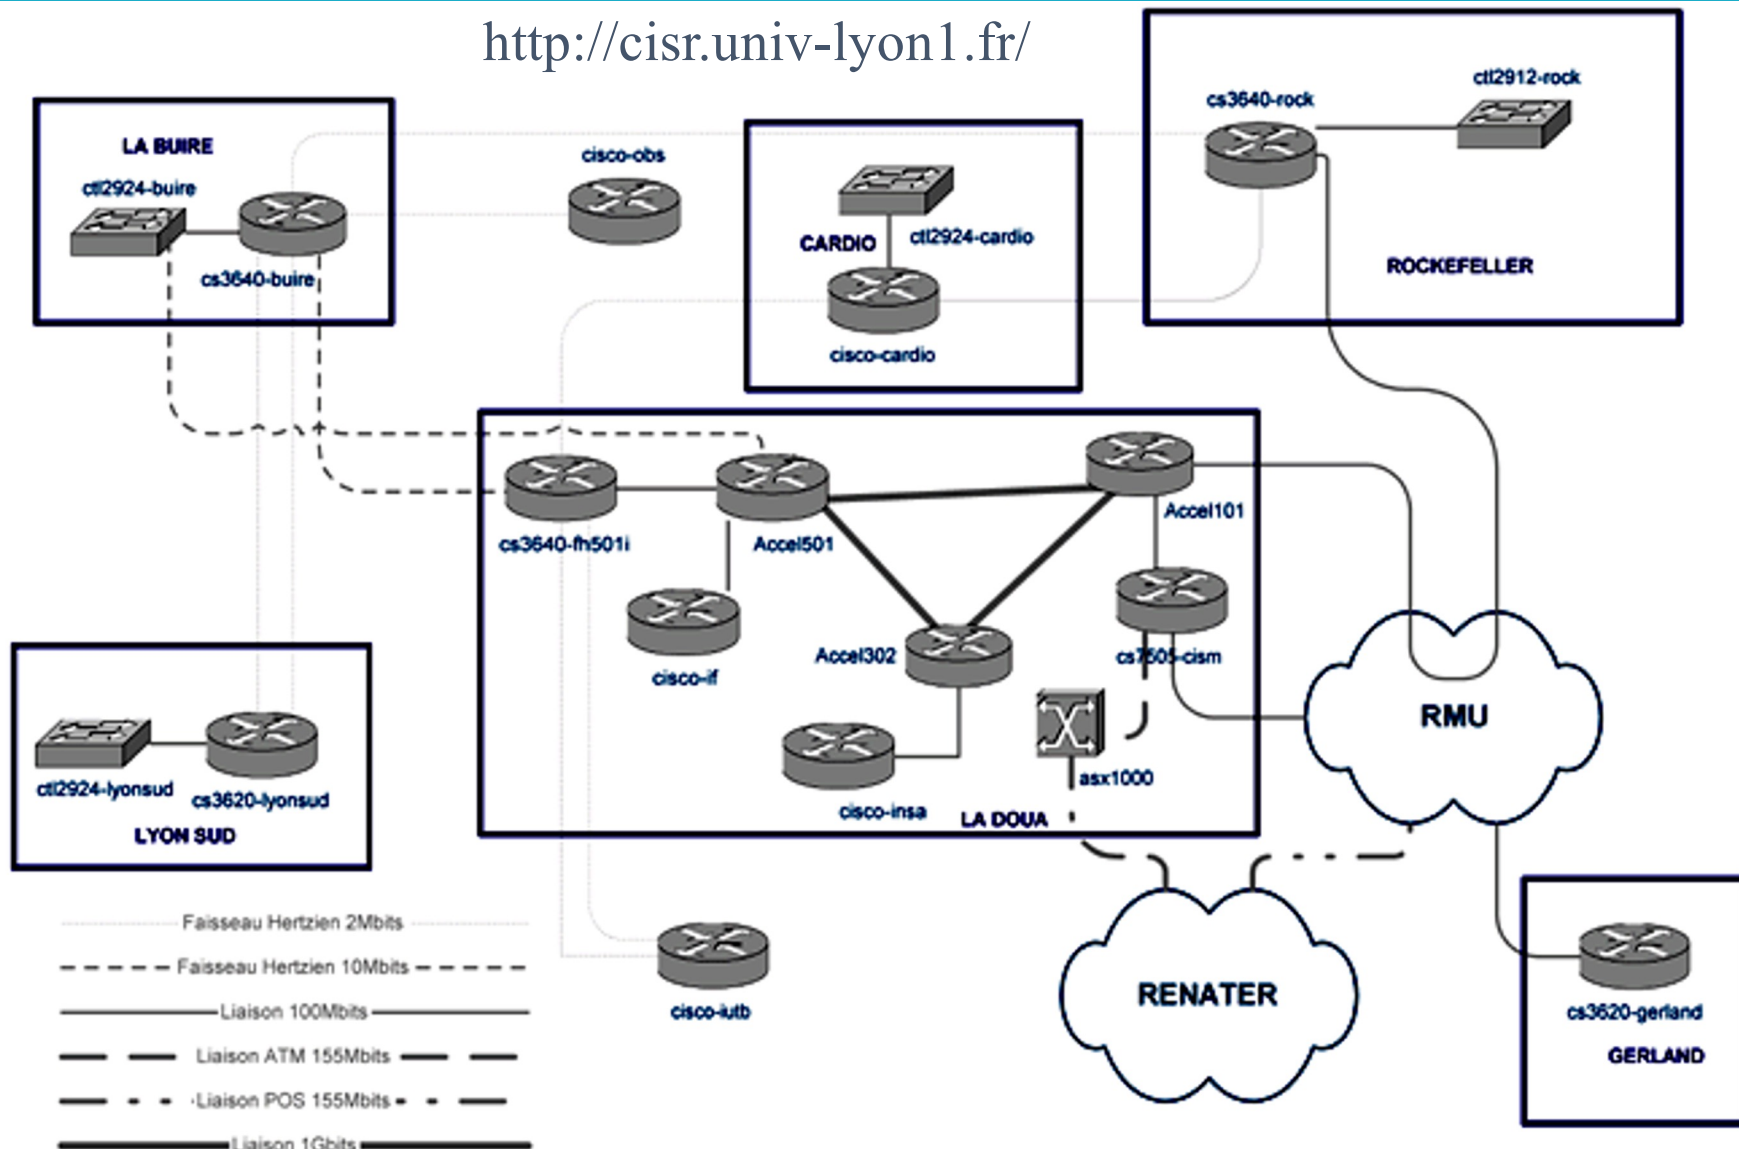 http://cisr.univ-lyon1.fr/
LA BUIRE
ctl2924-buire
cs3640-buire
cisco-obs
ctl2924-cardio
CARDIO
cisco-cardio
cs3640-rock
ctl2912-rock
ROCKEFELLER
cs3640-fh501i
Accel501
Accel101
cisco-if
Accel302
cs7505-cism
cisco-insa
asx1000
LA DOUA
RMU
ctl2924-lyonsud
cs3620-lyonsud
LYON SUD
cisco-iutb
RENATER
cs3620-gerland
GERLAND
Faisseau Hertzien 2Mbits
Faisseau Hertzien 10Mbits
Liaison 100Mbits
Liaison ATM 155Mbits
Liaison POS 155Mbits
Liaison 1Gbits